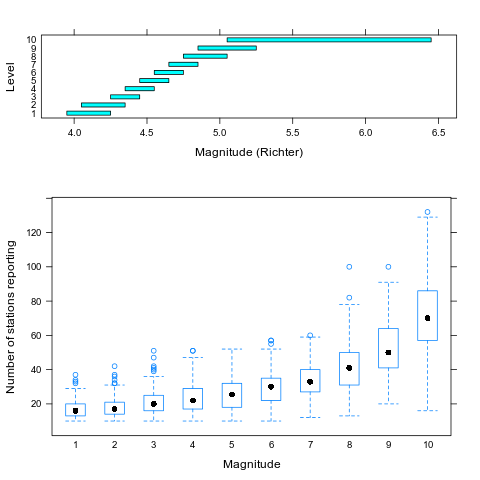 10
9
8
7
6
5
4
3
2
1
Level
4.0 4.5 5.0 5.5 6.0 6.5
Magnitude (Richter)
120
100
80
60
40
20
Number of stations reporting
1 2 3 4 5 6 7 8 9 10
Magnitude